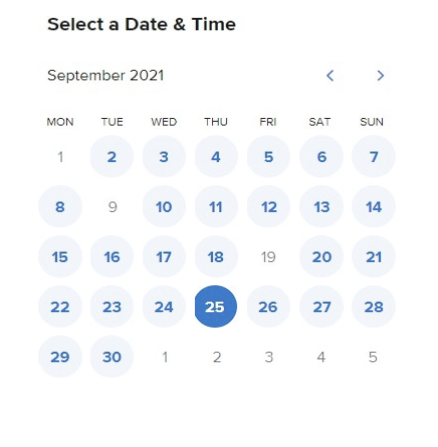 Select a Date & Time
September 2021
MON TUE WED THU FRI SAT SUN
1 2 3 4 5 6 7
8 9 10 11 12 13 14
15 16 17 18 19 20 21
22 23 24 25 26 27 28
29 30 1 2 3 4 5